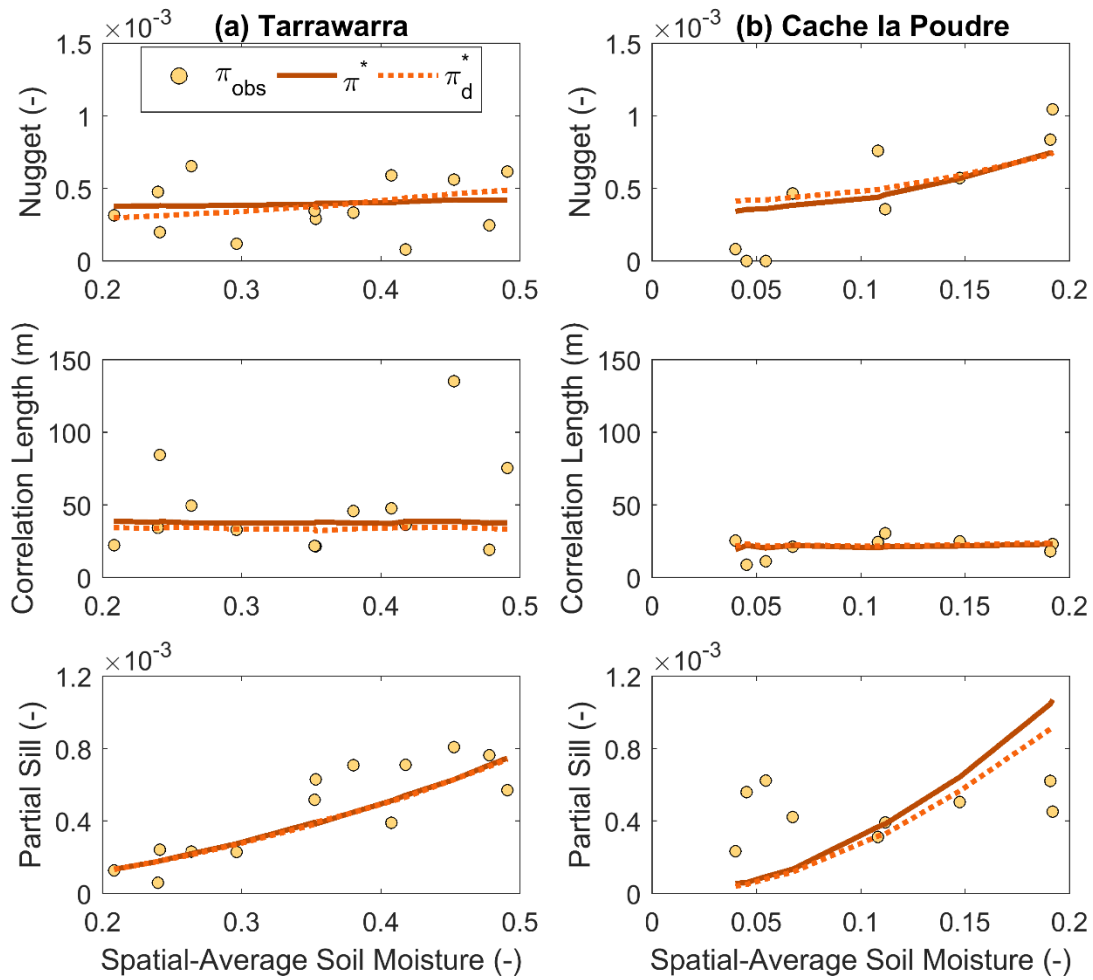 (a) Tarrawarra
(b) Cache la Poudre
×10⁻³
1.5
1
0.5
0
Nugget (-)
π_obs π* π*_d
0.2 0.3 0.4 0.5
×10⁻³
1.5
1
0.5
0
Nugget (-)
0 0.05 0.1 0.15 0.2
150
100
50
0
Correlation Length (m)
0.2 0.3 0.4 0.5
150
100
50
0
Correlation Length (m)
0 0.05 0.1 0.15 0.2
×10⁻³
1.2
0.8
0.4
0
Partial Sill (-)
0.2 0.3 0.4 0.5
Spatial-Average Soil Moisture (-)
×10⁻³
1.2
0.8
0.4
0
Partial Sill (-)
0 0.05 0.1 0.15 0.2
Spatial-Average Soil Moisture (-)